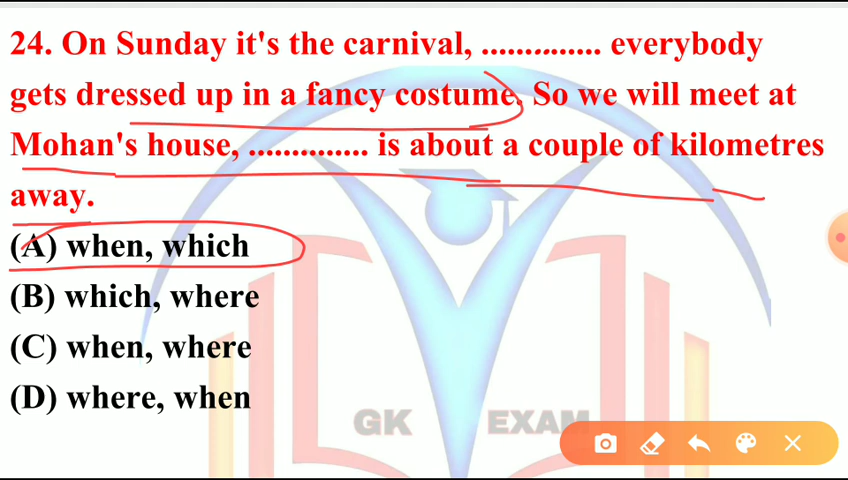 24. On Sunday it's the carnival, ............... everybody
gets dressed up in a fancy costume. So we will meet at
Mohan's house, .............. is about a couple of kilometres
away.
(A) when, which
(B) which, where
(C) when, where
(D) where, when
GK EXAM